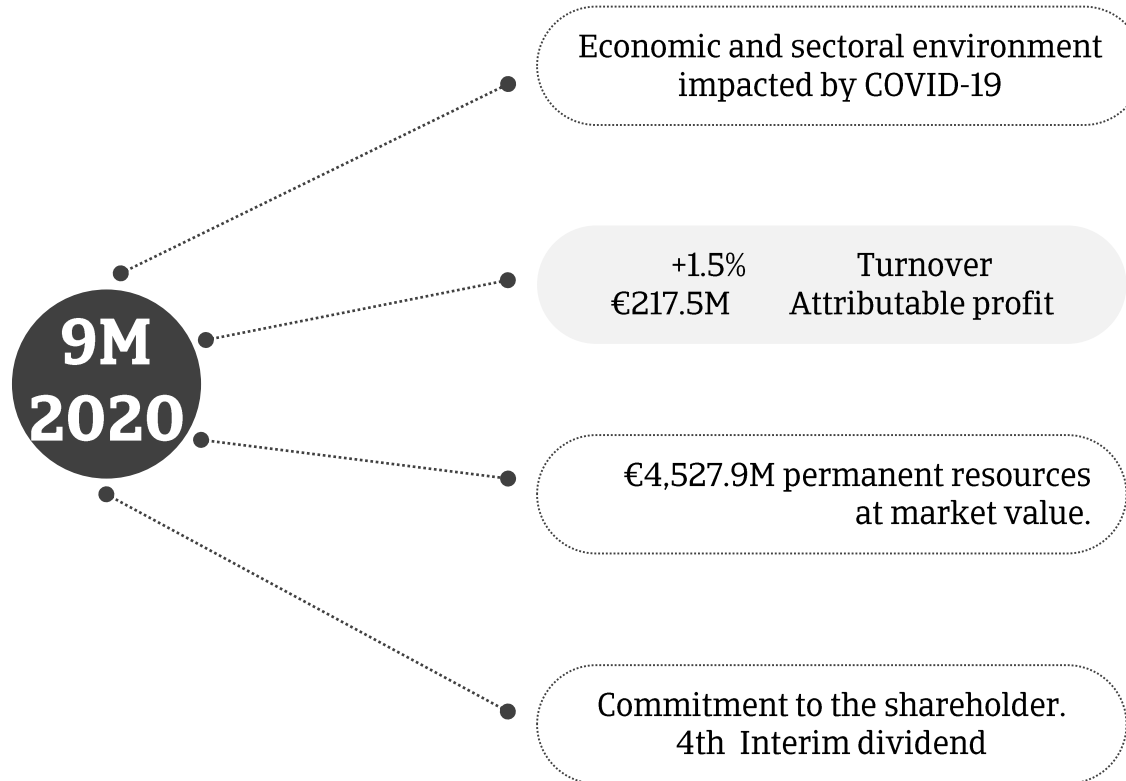 9M
2020
Economic and sectoral environment
impacted by COVID-19
+1.5% Turnover
€217.5M Attributable profit
€4,527.9M permanent resources
at market value.
Commitment to the shareholder.
4th Interim dividend